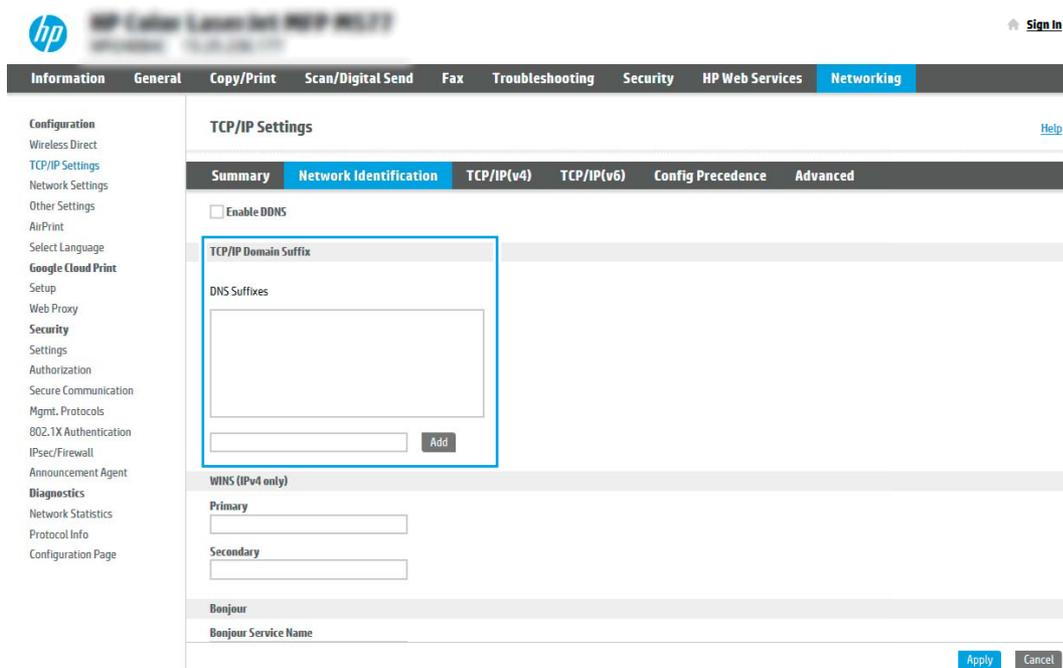 hp
Sign In
Information General Copy/Print Scan/Digital Send Fax Troubleshooting Security HP Web Services Networking
Configuration
Wireless Direct
TCP/IP Settings
Network Settings
Other Settings
AirPrint
Select Language
Google Cloud Print
Setup
Web Proxy
Security
Settings
Authorization
Secure Communication
Mgmt. Protocols
802.1X Authentication
IPsec/Firewall
Announcement Agent
Diagnostics
Network Statistics
Protocol Info
Configuration Page
TCP/IP Settings
Help
Summary Network Identification TCP/IP(v4) TCP/IP(v6) Config Precedence Advanced
Enable DDNS
TCP/IP Domain Suffix
DNS Suffixes
Add
WINS (IPv4 only)
Primary
Secondary
Bonjour
Bonjour Service Name
Apply Cancel